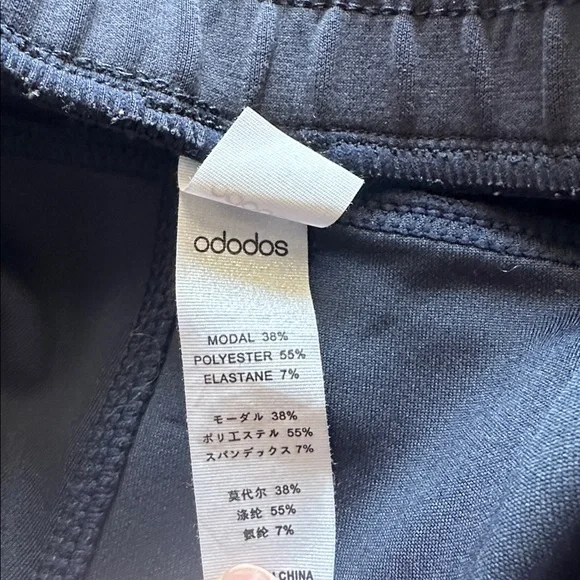 ododos
MODAL 38%
POLYESTER 55%
ELASTANE 7%
モーダル 38%
ポリエステル 55%
スパンデックス 7%
莫代尔 38%
涤纶 55%
氨纶 7%
CHINA